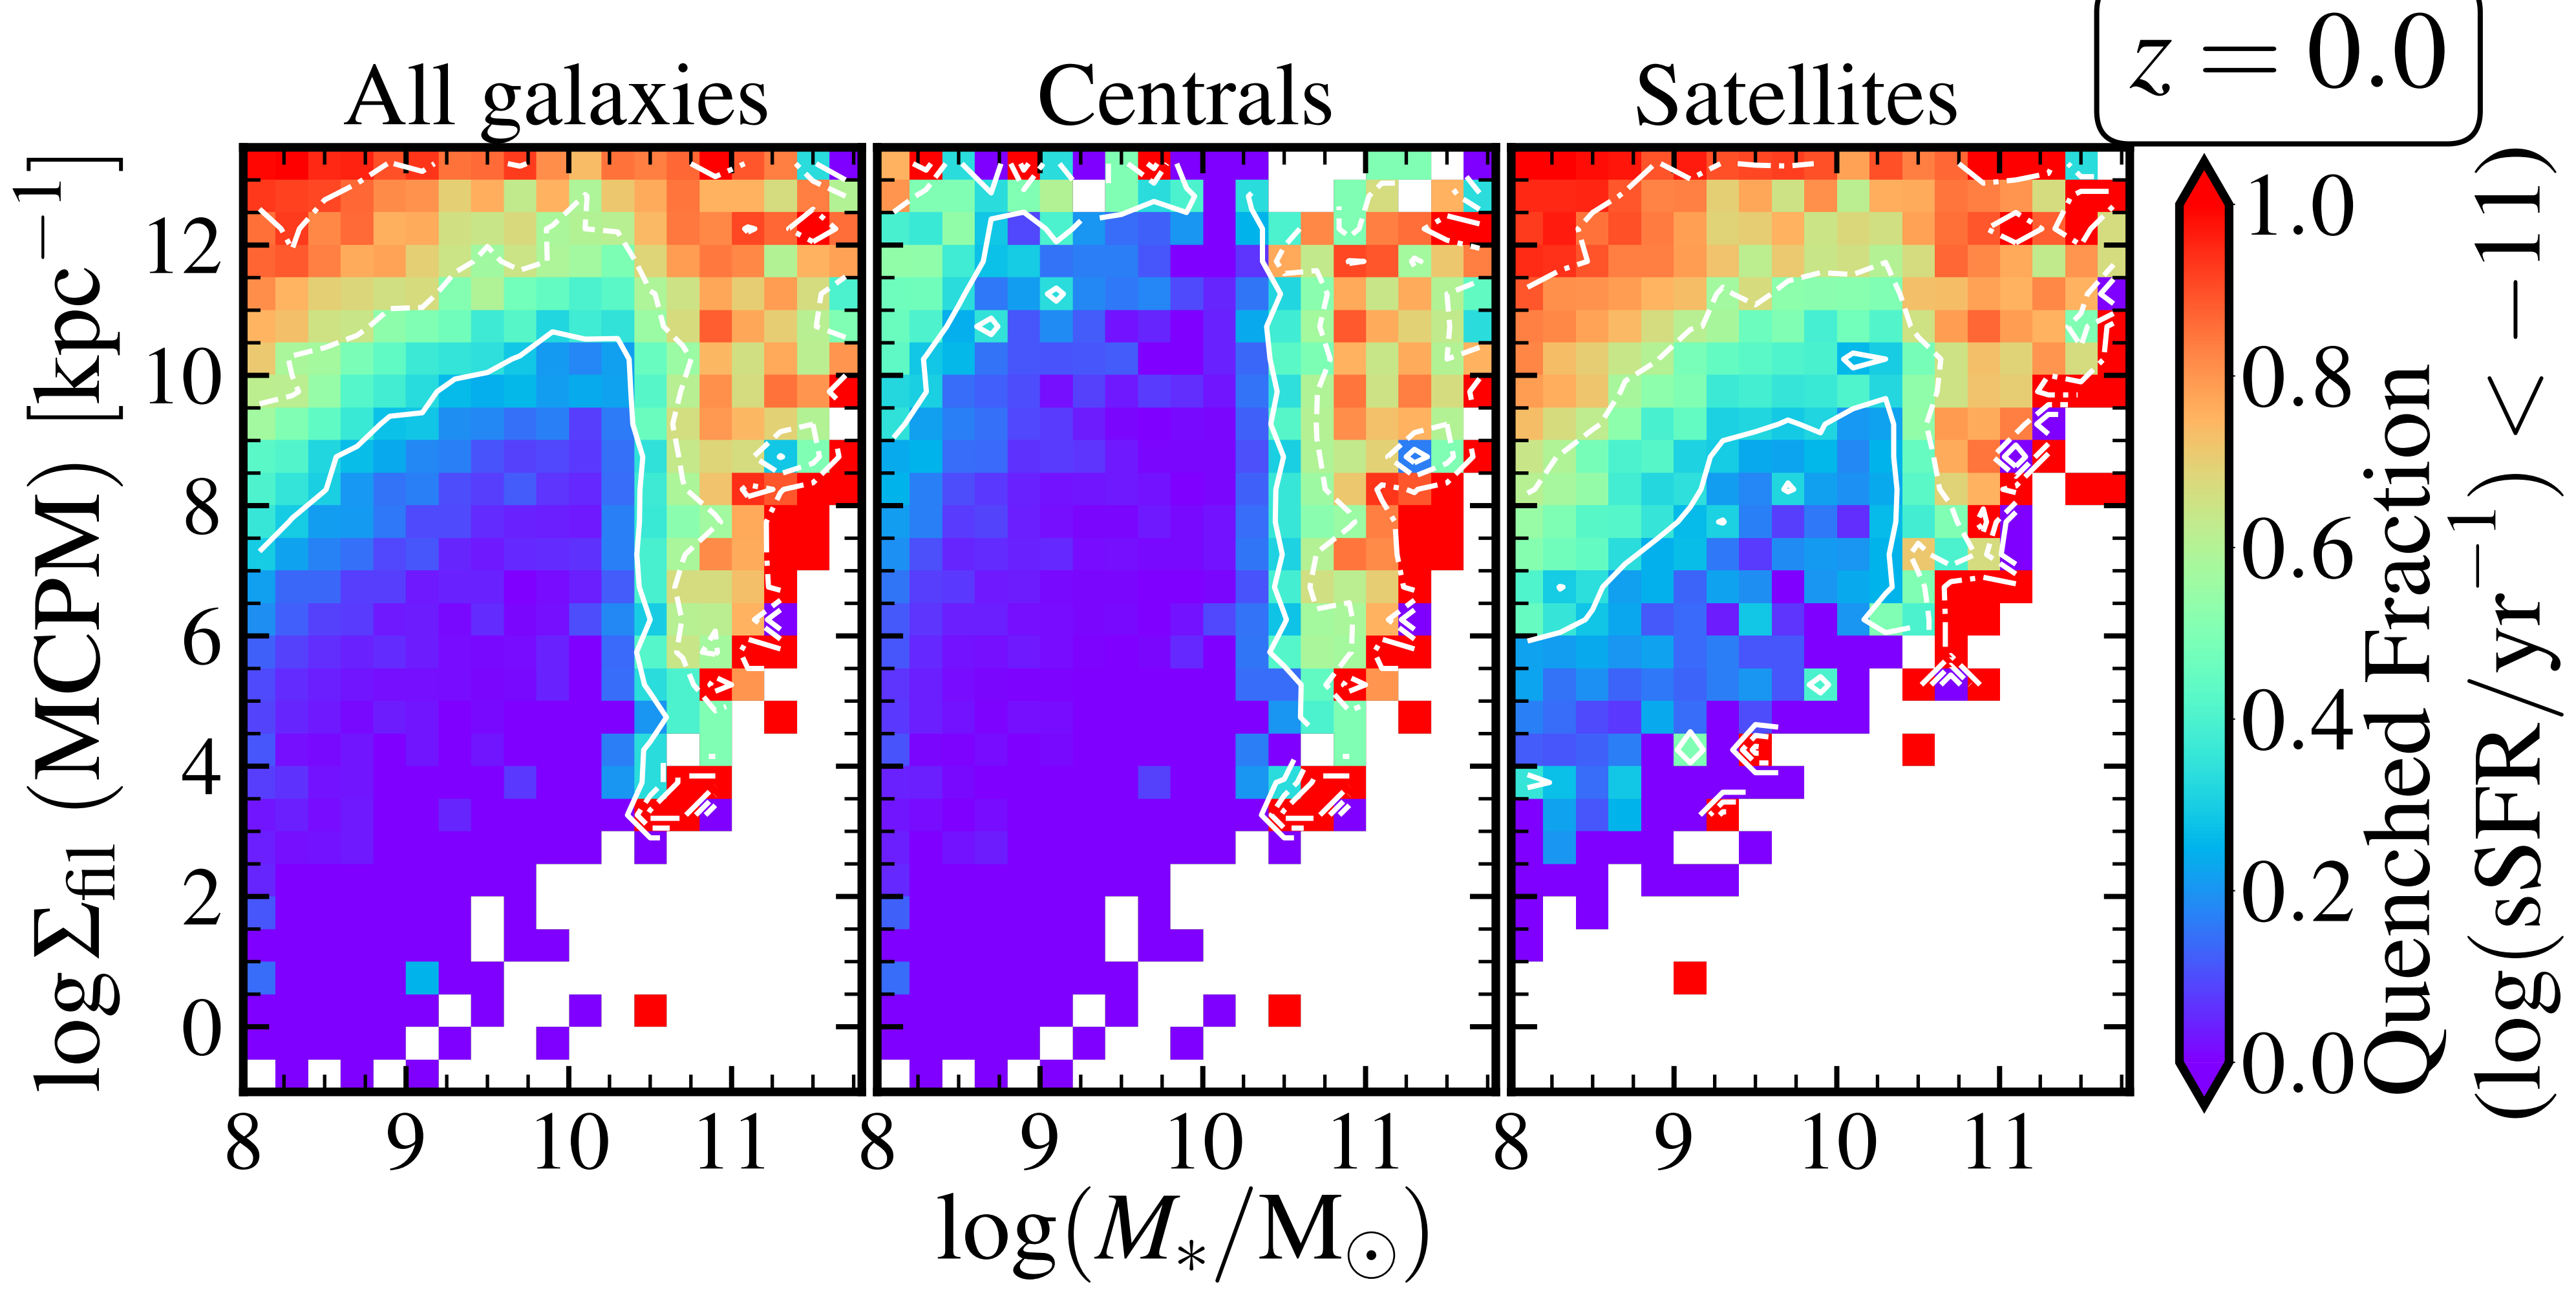 z = 0.0
All galaxies
Centrals
Satellites
log Σ_fil (MCPM) [kpc^−1]
12
10
8
6
4
2
0
8 9 10 11
8 9 10 11
8 9 10 11
log(M_*/M_⊙)
1.0
0.8
0.6
0.4
0.2
0.0
Quenched Fraction
(log(sSFR/yr^−1) < −11)